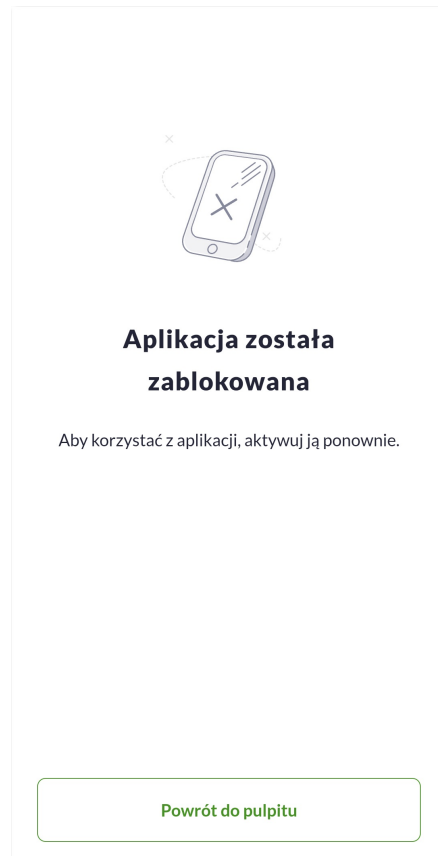 Aplikacja została
zablokowana
Aby korzystać z aplikacji, aktywuj ją ponownie.
Powrót do pulpitu